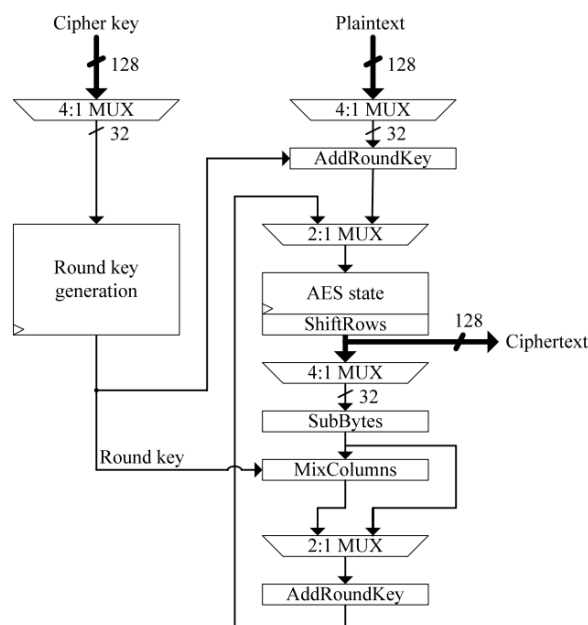 Cipher key
Plaintext
128
128
4:1 MUX
4:1 MUX
32
32
AddRoundKey
2:1 MUX
Round key
generation
AES state
ShiftRows
128
Ciphertext
4:1 MUX
32
SubBytes
Round key
MixColumns
2:1 MUX
AddRoundKey